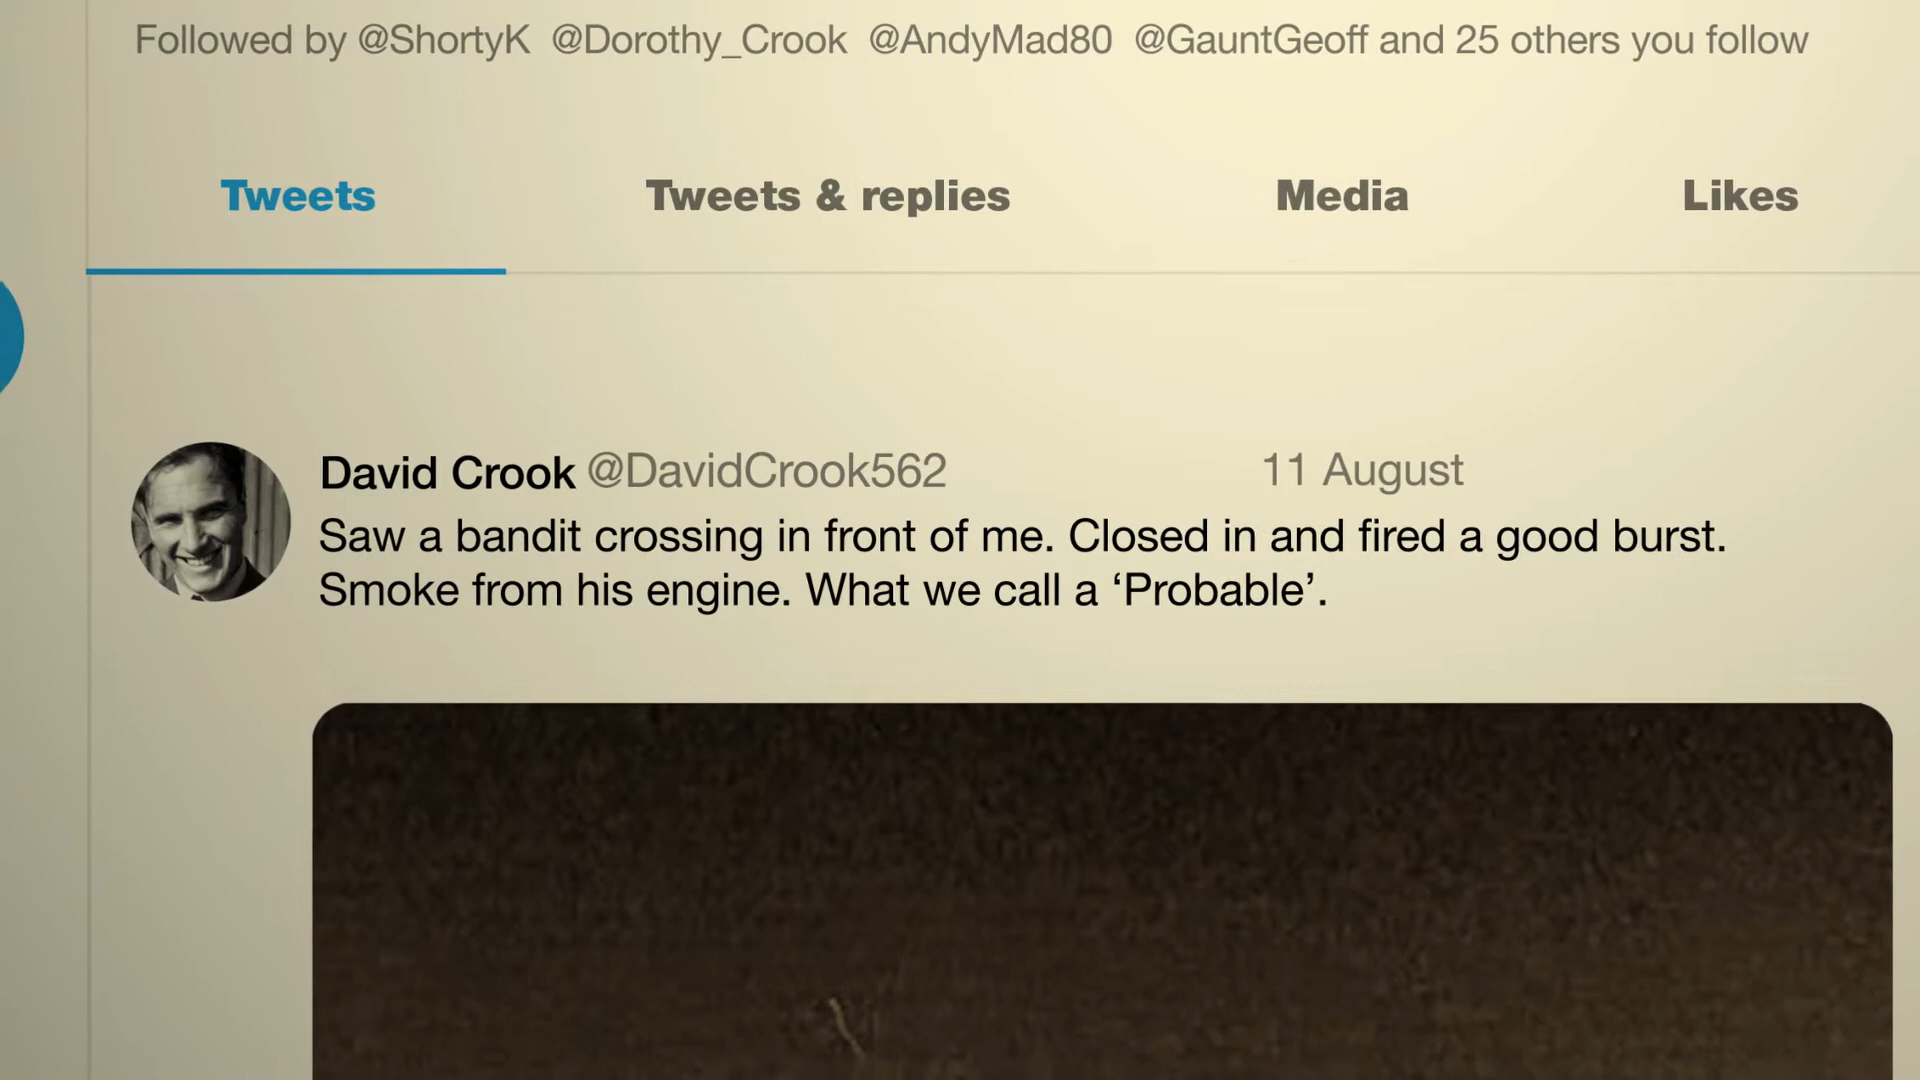 Followed by @ShortyK @Dorothy_Crook @AndyMad80 @GauntGeoff and 25 others you follow
Tweets Tweets & replies Media Likes
David Crook @DavidCrook562 11 August
Saw a bandit crossing in front of me. Closed in and fired a good burst.
Smoke from his engine. What we call a ‘Probable’.